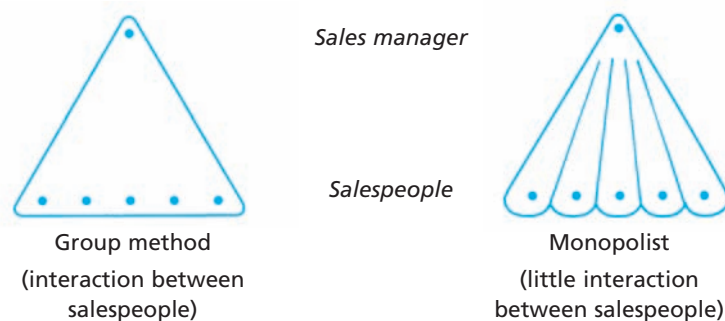 Sales manager
Salespeople
Group method
(interaction between
salespeople)
Monopolist
(little interaction
between salespeople)